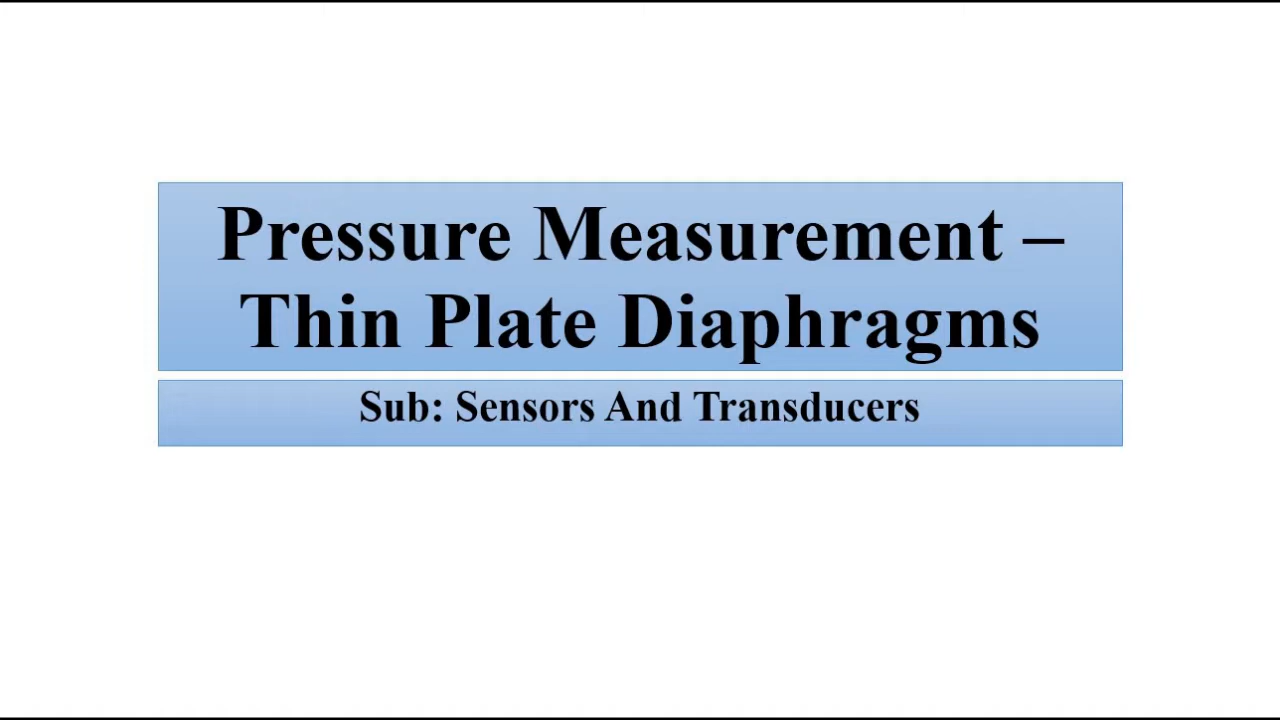 Pressure Measurement –
Thin Plate Diaphragms
Sub: Sensors And Transducers